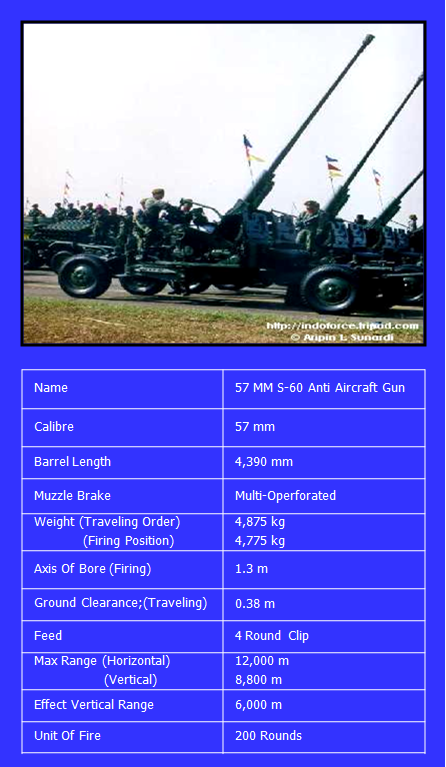 http://indoforce.tripod.com
© Aripin L Sunardi
Name 57 MM S-60 Anti Aircraft Gun
Calibre 57 mm
Barrel Length 4,390 mm
Muzzle Brake Multi-Operforated
Weight (Traveling Order) 4,875 kg
(Firing Position) 4,775 kg
Axis Of Bore (Firing) 1.3 m
Ground Clearance;(Traveling) 0.38 m
Feed 4 Round Clip
Max Range (Horizontal) 12,000 m
(Vertical) 8,800 m
Effect Vertical Range 6,000 m
Unit Of Fire 200 Rounds